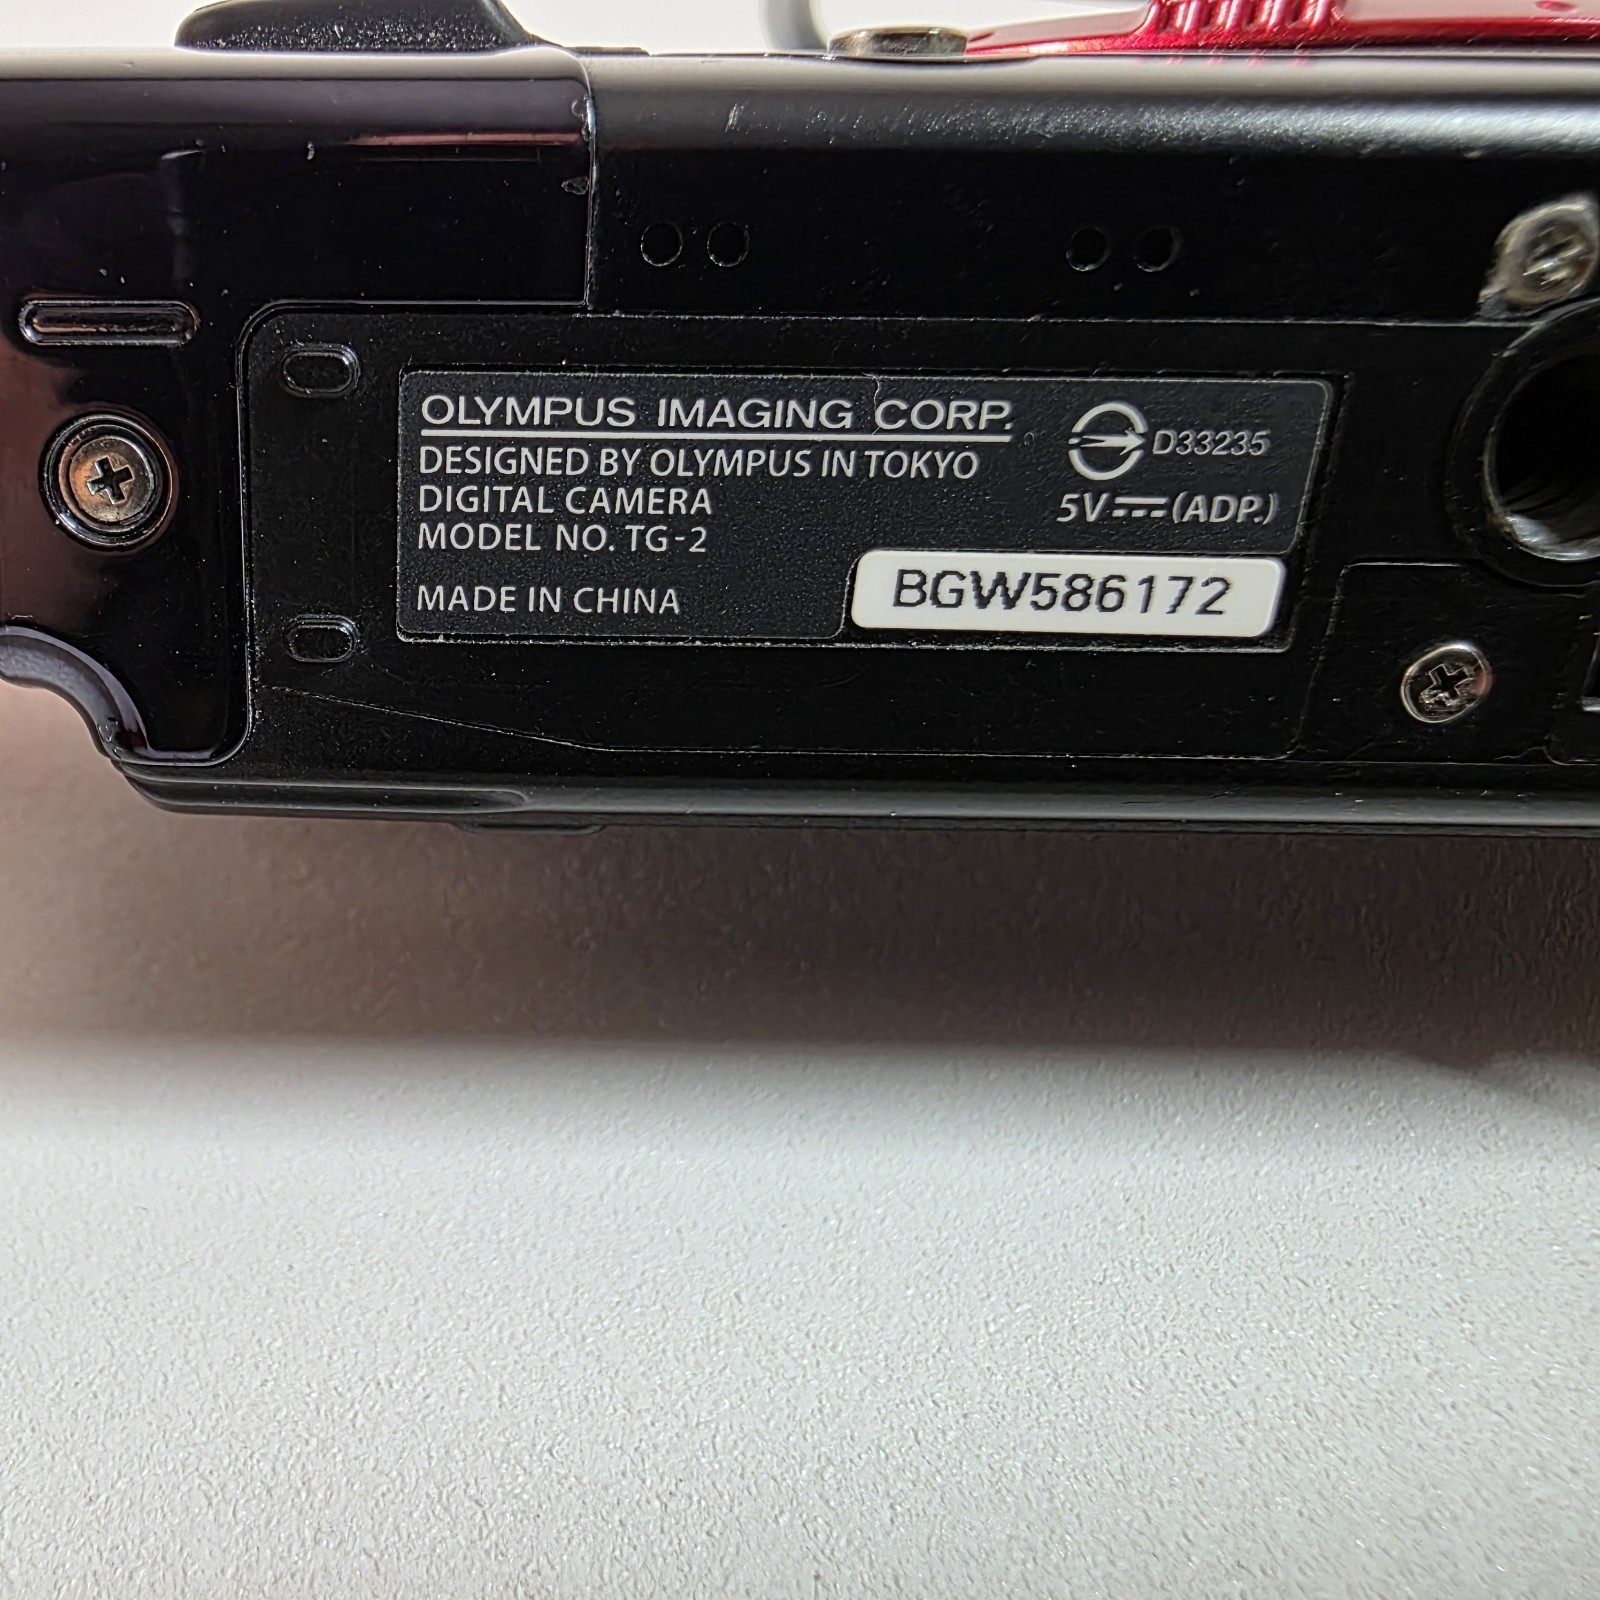 OLYMPUS IMAGING CORP.
DESIGNED BY OLYMPUS IN TOKYO
DIGITAL CAMERA
MODEL NO. TG-2
MADE IN CHINA
D33235
5V⎓(ADP.)
BGW586172